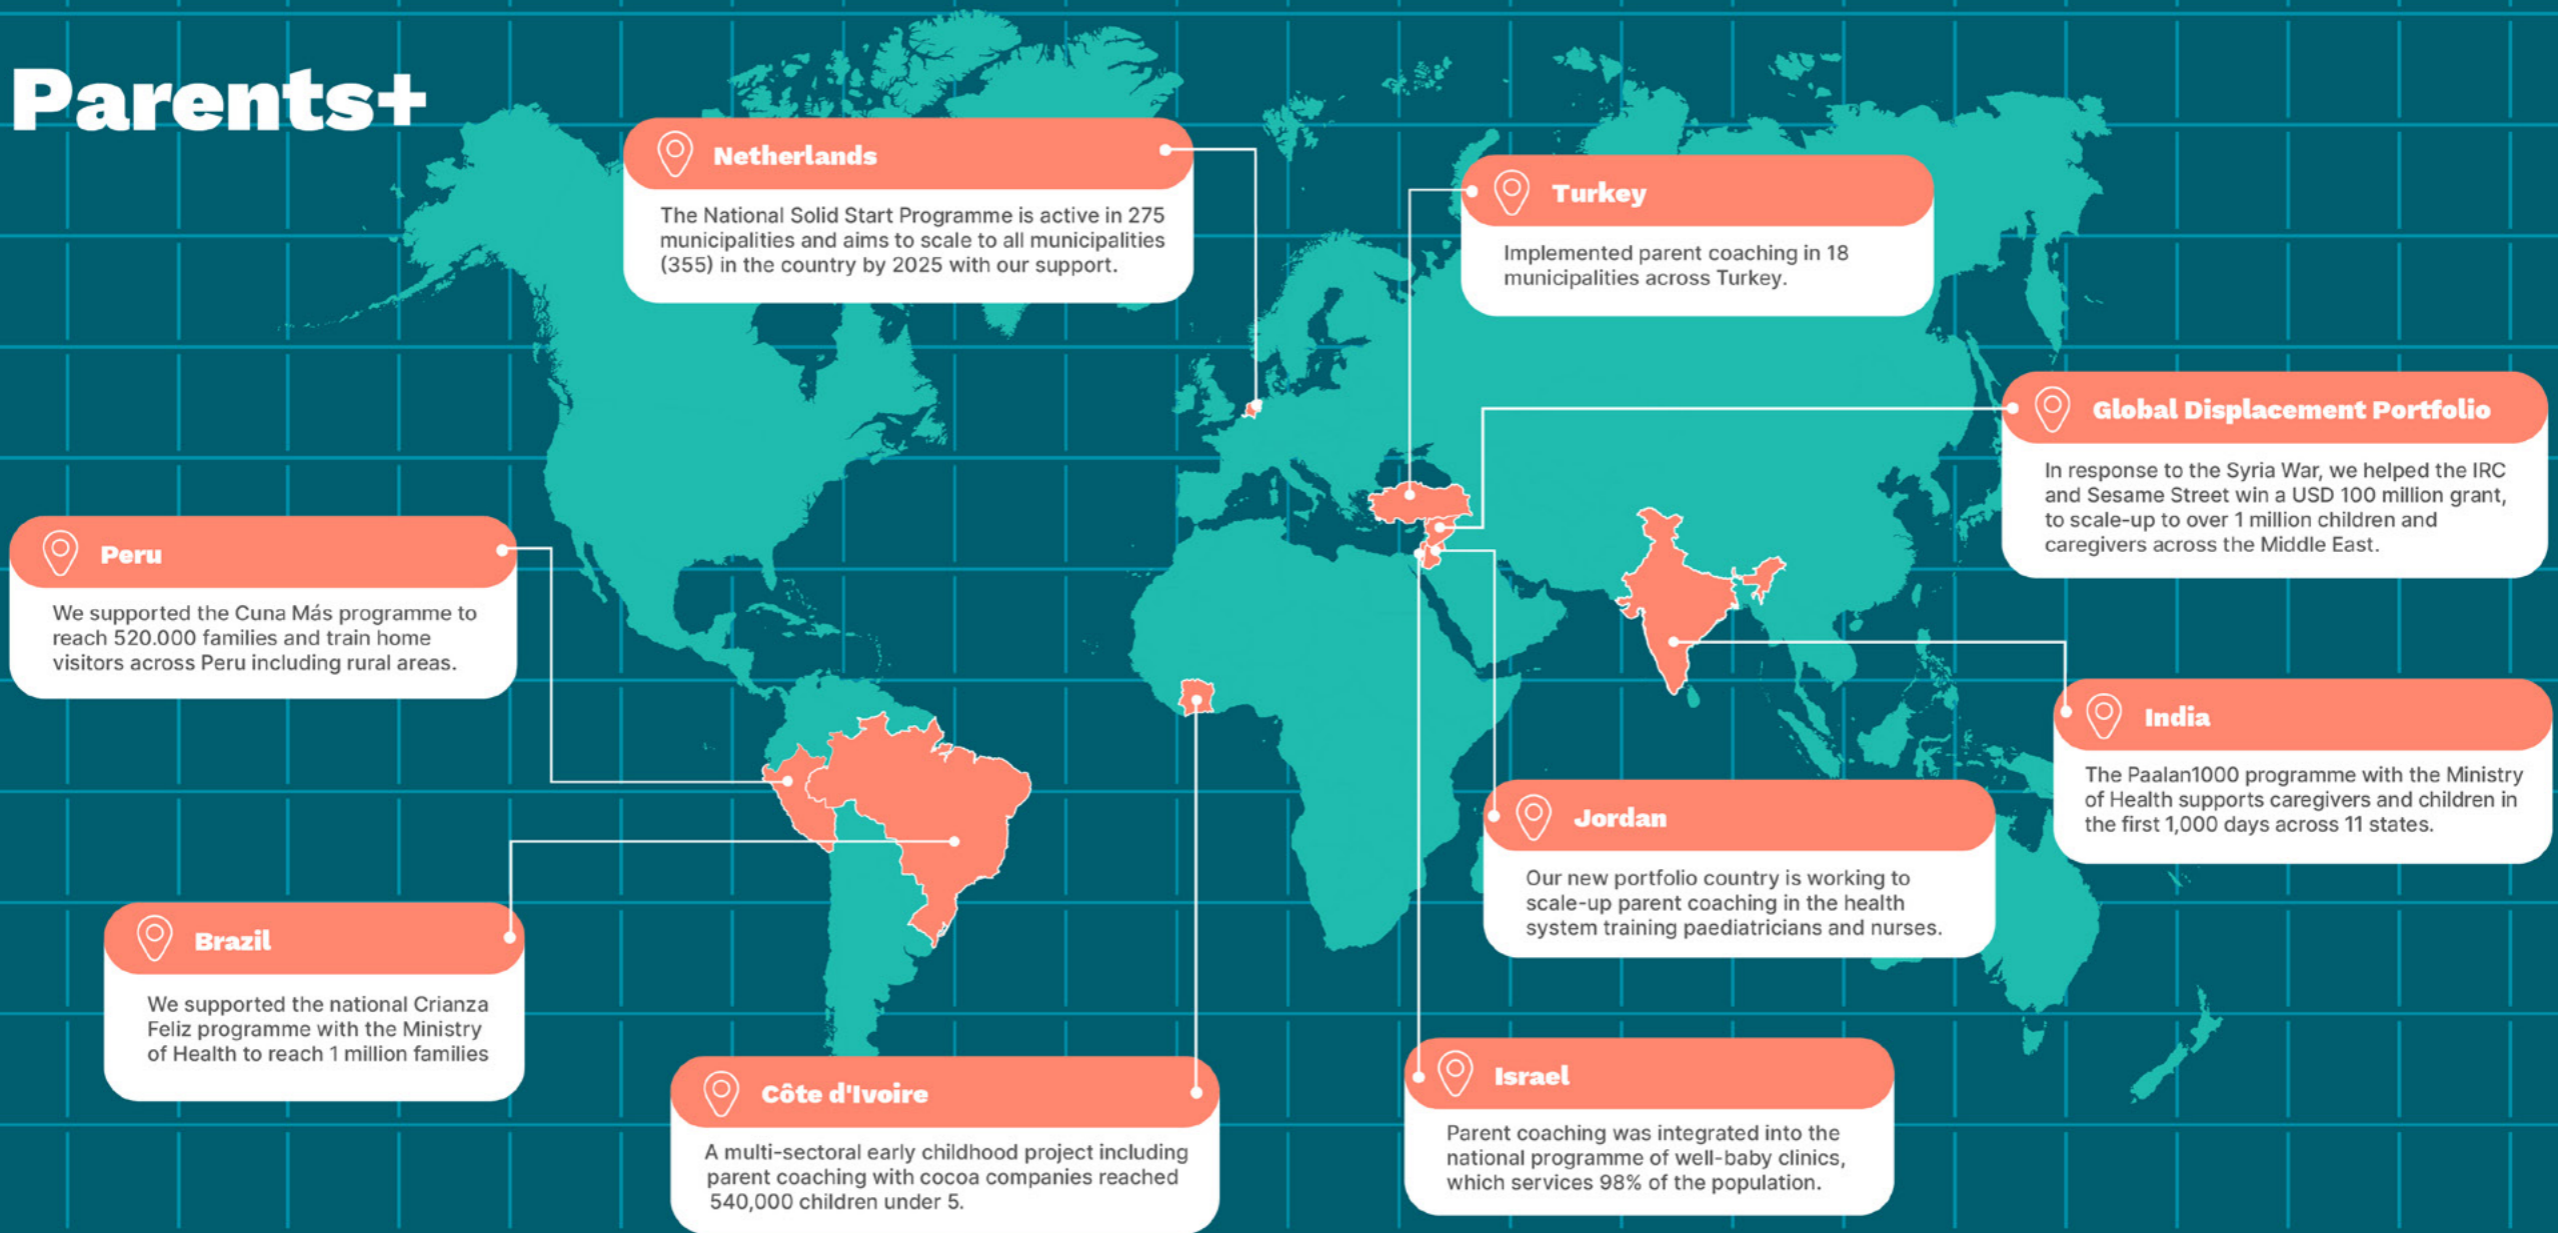 Parents+
Netherlands
The National Solid Start Programme is active in 275
municipalities and aims to scale to all municipalities
(355) in the country by 2025 with our support.
Turkey
Implemented parent coaching in 18
municipalities across Turkey.
Global Displacement Portfolio
In response to the Syria War, we helped the IRC
and Sesame Street win a USD 100 million grant,
to scale-up to over 1 million children and
caregivers across the Middle East.
Peru
We supported the Cuna Más programme to
reach 520.000 families and train home
visitors across Peru including rural areas.
India
The Paalan1000 programme with the Ministry
of Health supports caregivers and children in
the first 1,000 days across 11 states.
Jordan
Our new portfolio country is working to
scale-up parent coaching in the health
system training paediatricians and nurses.
Brazil
We supported the national Crianza
Feliz programme with the Ministry
of Health to reach 1 million families
Côte d'Ivoire
A multi-sectoral early childhood project including
parent coaching with cocoa companies reached
540,000 children under 5.
Israel
Parent coaching was integrated into the
national programme of well-baby clinics,
which services 98% of the population.